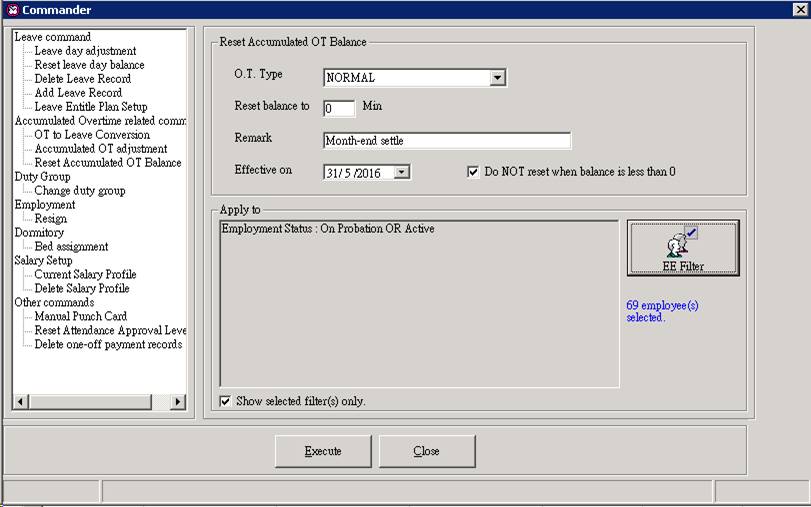 Commander
Leave command
Leave day adjustment
Reset leave day balance
Delete Leave Record
Add Leave Record
Leave Entitle Plan Setup
Accumulated Overtime related comm
OT to Leave Conversion
Accumulated OT adjustment
Reset Accumulated OT Balance
Duty Group
Change duty group
Employment
Resign
Dormitory
Bed assignment
Salary Setup
Current Salary Profile
Delete Salary Profile
Other commands
Manual Punch Card
Reset Attendance Approval Leve
Delete one-off payment records
Reset Accumulated OT Balance
O.T. Type NORMAL
Reset balance to 0 Min
Remark Month-end settle
Effective on 31/ 5 /2016 Do NOT reset when balance is less than 0
Apply to
Employment Status : On Probation OR Active
EE Filter
69 employee(s)
selected.
Show selected filter(s) only.
Execute Close